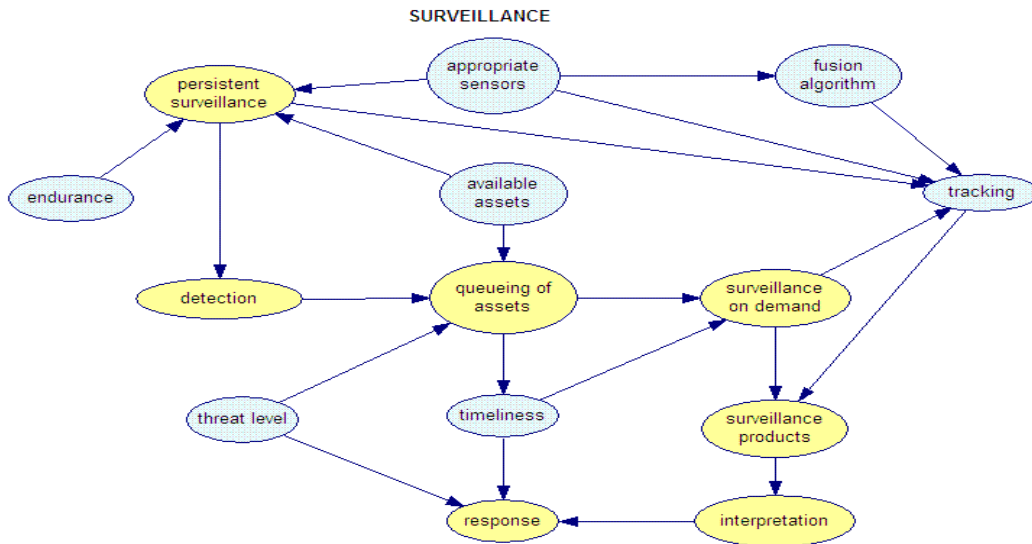 SURVEILLANCE
appropriate
sensors
fusion
algorithm
persistent
surveillance
endurance
available
assets
tracking
detection
queueing of
assets
surveillance
on demand
threat level
timeliness
surveillance
products
response
interpretation